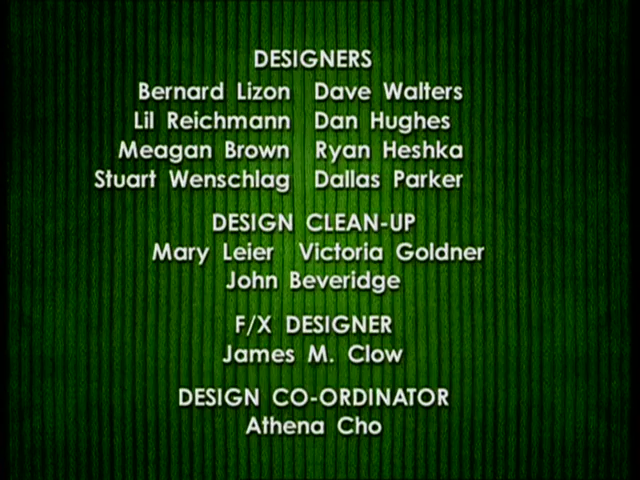 DESIGNERS
Bernard Lizon Dave Walters
Lil Reichmann Dan Hughes
Meagan Brown Ryan Heshka
Stuart Wenschlag Dallas Parker
DESIGN CLEAN-UP
Mary Leier Victoria Goldner
John Beveridge
F/X DESIGNER
James M. Clow
DESIGN CO-ORDINATOR
Athena Cho